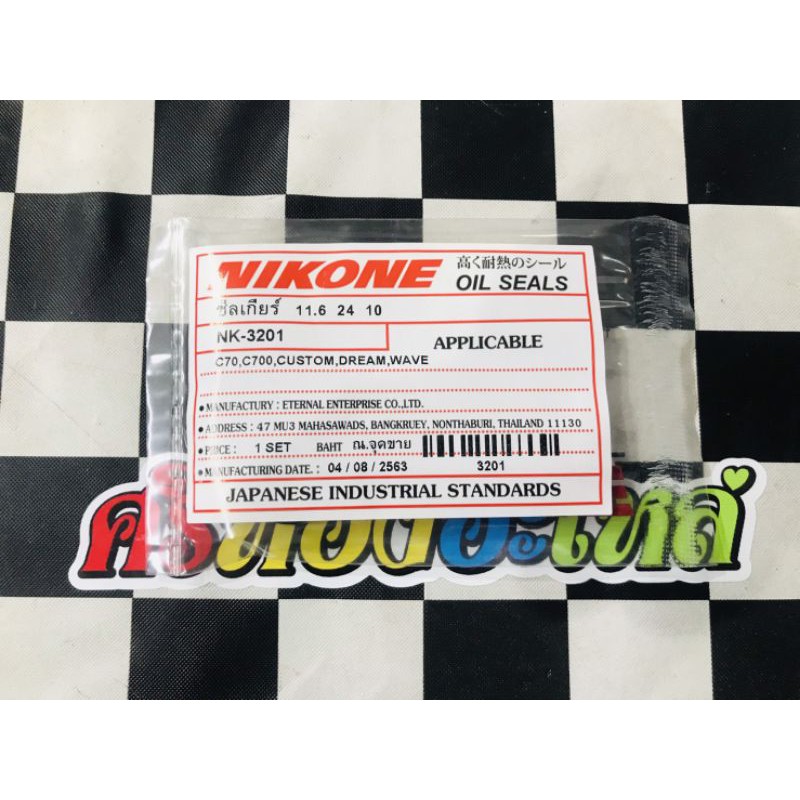 NIKONE 高く耐熱のシール
OIL SEALS
ซ่ลเกียร์ 11.6 24 10
NK-3201
APPLICABLE
C70,C700,CUSTOM,DREAM,WAVE
● MANUFACTURY : ETERNAL ENTERPRISE CO.,LTD.
● ADDRESS : 47 MU3 MAHASAWADS, BANGKRUEY, NONTHABURI, THAILAND 11130
● PRICE : 1 SET BAHT ณ.จุดขาย
● MANUFACTURING DATE. : 04 / 08 / 2563 3201
JAPANESE INDUSTRIAL STANDARDS